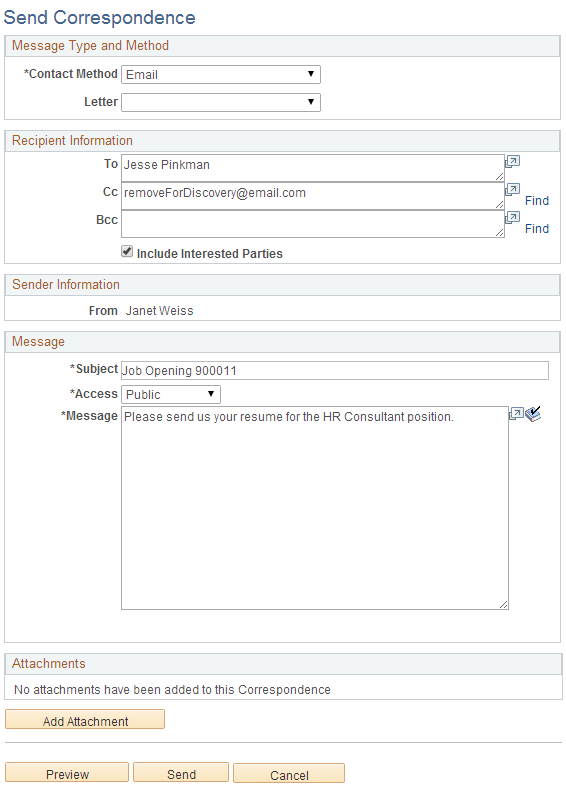 Send Correspondence
Message Type and Method
*Contact Method Email
Letter
Recipient Information
To Jesse Pinkman
Cc removeForDiscovery@email.com
Find
Bcc
Find
Include Interested Parties
Sender Information
From Janet Weiss
Message
*Subject Job Opening 900011
*Access Public
*Message Please send us your resume for the HR Consultant position.
Attachments
No attachments have been added to this Correspondence
Add Attachment
Preview Send Cancel